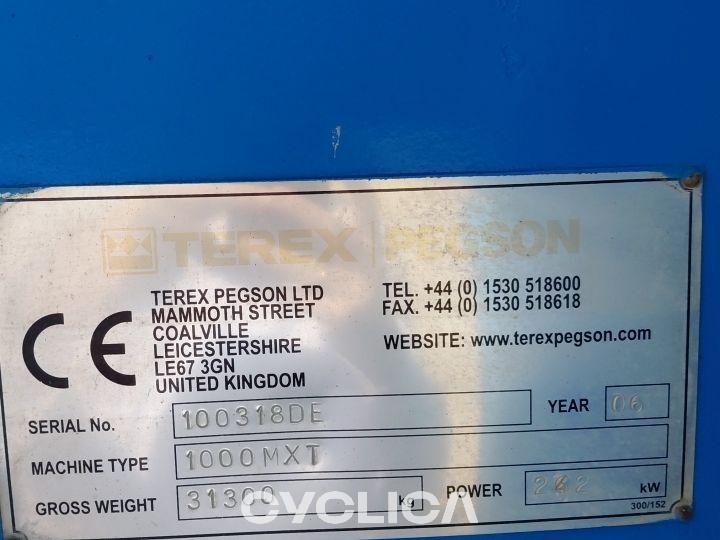 TEREX | PEGSON
TEREX PEGSON LTD
MAMMOTH STREET
COALVILLE
LEICESTERSHIRE
LE67 3GN
UNITED KINGDOM
TEL. +44 (0) 1530 518600
FAX. +44 (0) 1530 518618
WEBSITE: www.terexpegson.com
CE
SERIAL No. 100318DE YEAR 06
MACHINE TYPE 1000MXT
GROSS WEIGHT 31300 kg POWER kW
300/152
CYCLICA